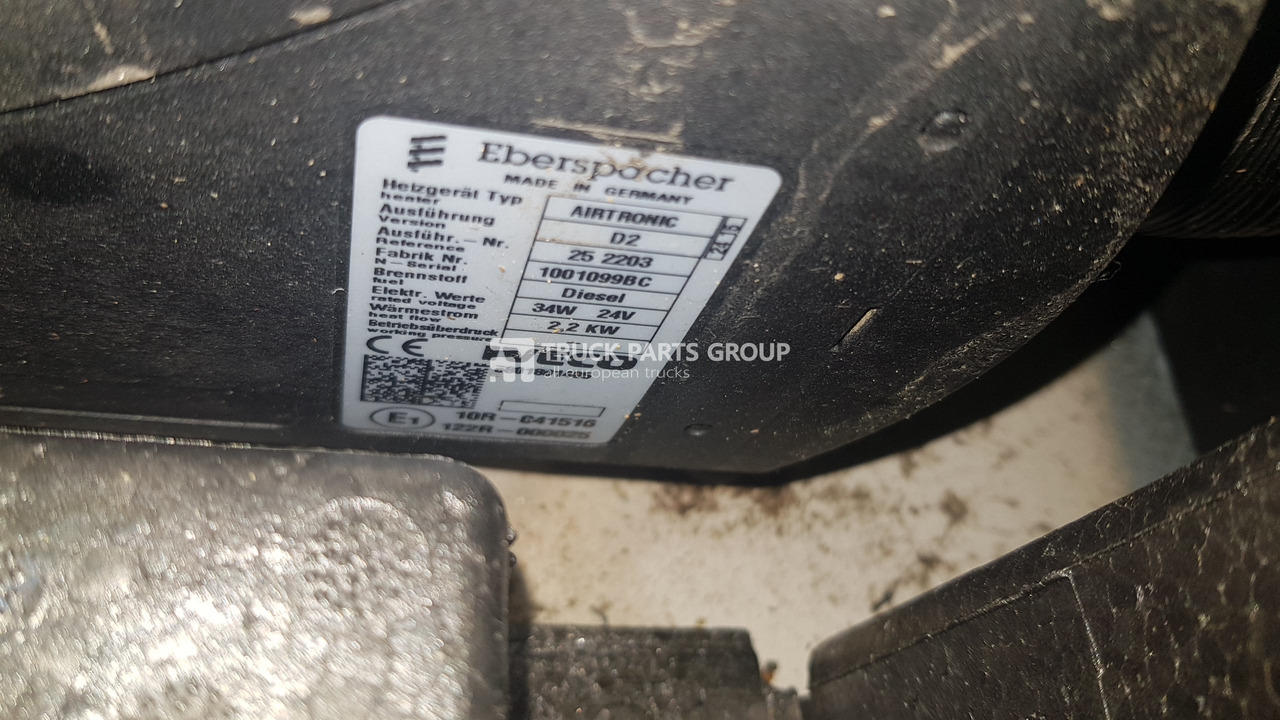 Eberspächer
MADE IN GERMANY
Heizgerät Typ
heater
AIRTRONIC
Ausführung
Version
D2
Ausführ.-Nr.
Reference
25 2203
Fabrik Nr.
N-Serial
1001099BC
Brennstoff
fuel
Diesel
Elektr. Werte
rated voltage
34W 24V
Wärmestrom
heat flow
2,2 KW
Betriebsüberdruck
working pressure
CE
IVECO
TRUCK PARTS GROUP
all european trucks
E1
10R-041516
122R-000025